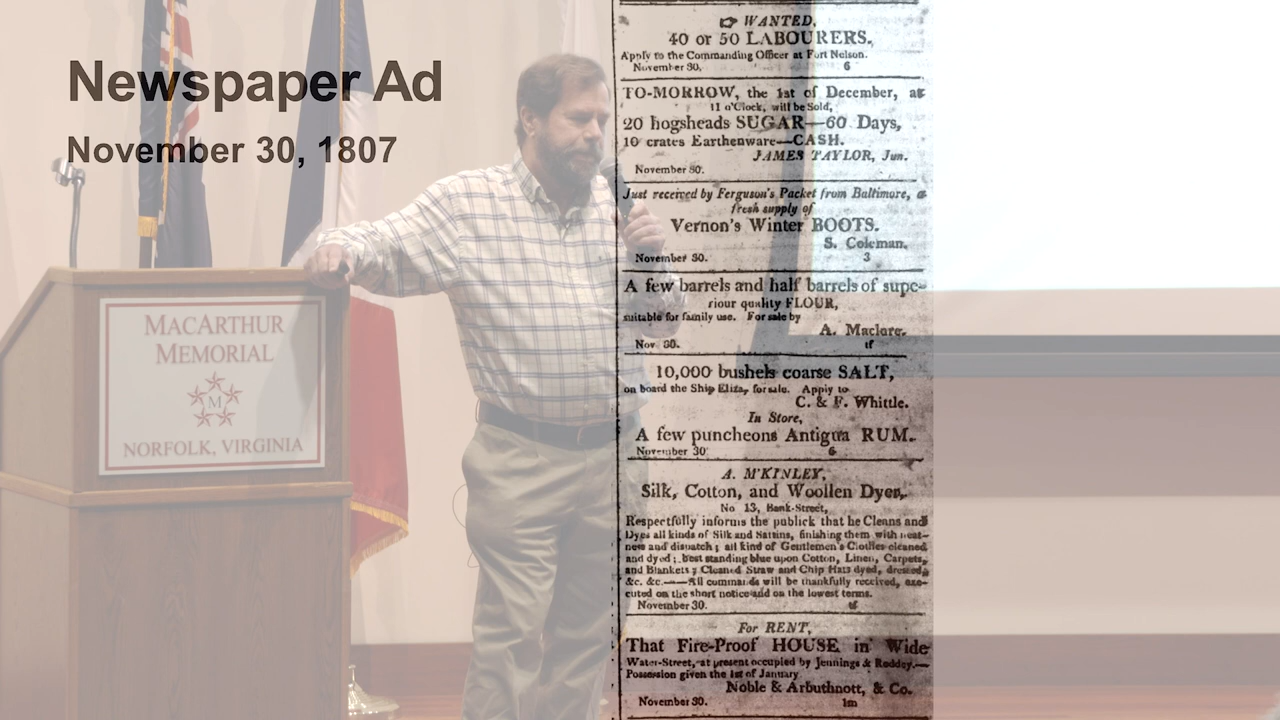 Newspaper Ad
November 30, 1807
MACARTHUR
MEMORIAL
M
NORFOLK, VIRGINIA
☞ WANTED,
40 or 50 LABOURERS.
Apply to the Commanding Officer at Fort Nelson.
November 30. 6
TO-MORROW, the 1st of December, at
11 o'Clock, will be Sold,
20 hogsheads SUGAR—60 Days,
10 crates Earthenware—CASH.
JAMES TAYLOR, Jun.
November 30.
Just received by Ferguson's Packet from Baltimore, a
fresh supply of
Vernon's Winter BOOTS.
S. Coleman.
November 30. 3
A few barrels and half barrels of supe-
riour quality FLOUR,
suitable for family use. For sale by
A. Maclure.
Nov 30. tf
10,000 bushels coarse SALT,
on board the Ship Eliza, for sale. Apply to
C. & F. Whittle.
In Store,
A few puncheons Antigua RUM.
November 30 6
A. M'KINLEY,
Silk, Cotton, and Woollen Dyer,
No 13, Bank-Street,
Respectfully informs the publick that he Cleans and
Dyes all kinds of Silk and Sattins, finishing them with neat-
ness and dispatch; all kind of Gentlemen's Clothes cleaned
and dyed; best standing blue upon Cotton, Linen, Carpets,
and Blankets; Cleaned Straw and Chip Hats dyed, dressed,
&c. &c.——All commands will be thankfully received, exe-
cuted on the short notice and on the lowest terms.
November 30. tf
For RENT,
That Fire-Proof HOUSE in Wide
Water-Street, at present occupied by Jennings & Reddey.—
Possession given the 1st of January
Noble & Arbuthnott, & Co.
November 30. 1m